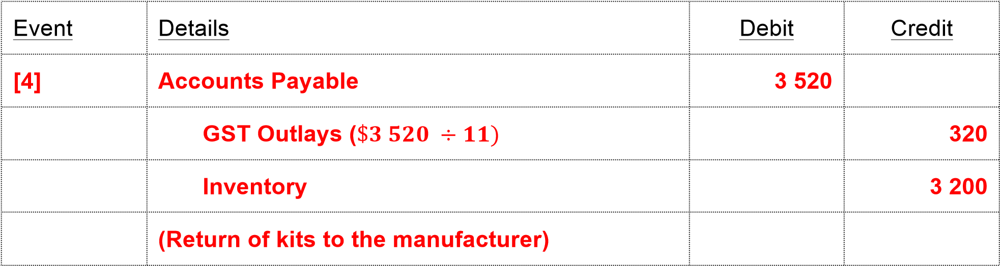 Event Details Debit Credit
[4] Accounts Payable 3 520
GST Outlays ($3 520 ÷ 11) 320
Inventory 3 200
(Return of kits to the manufacturer)